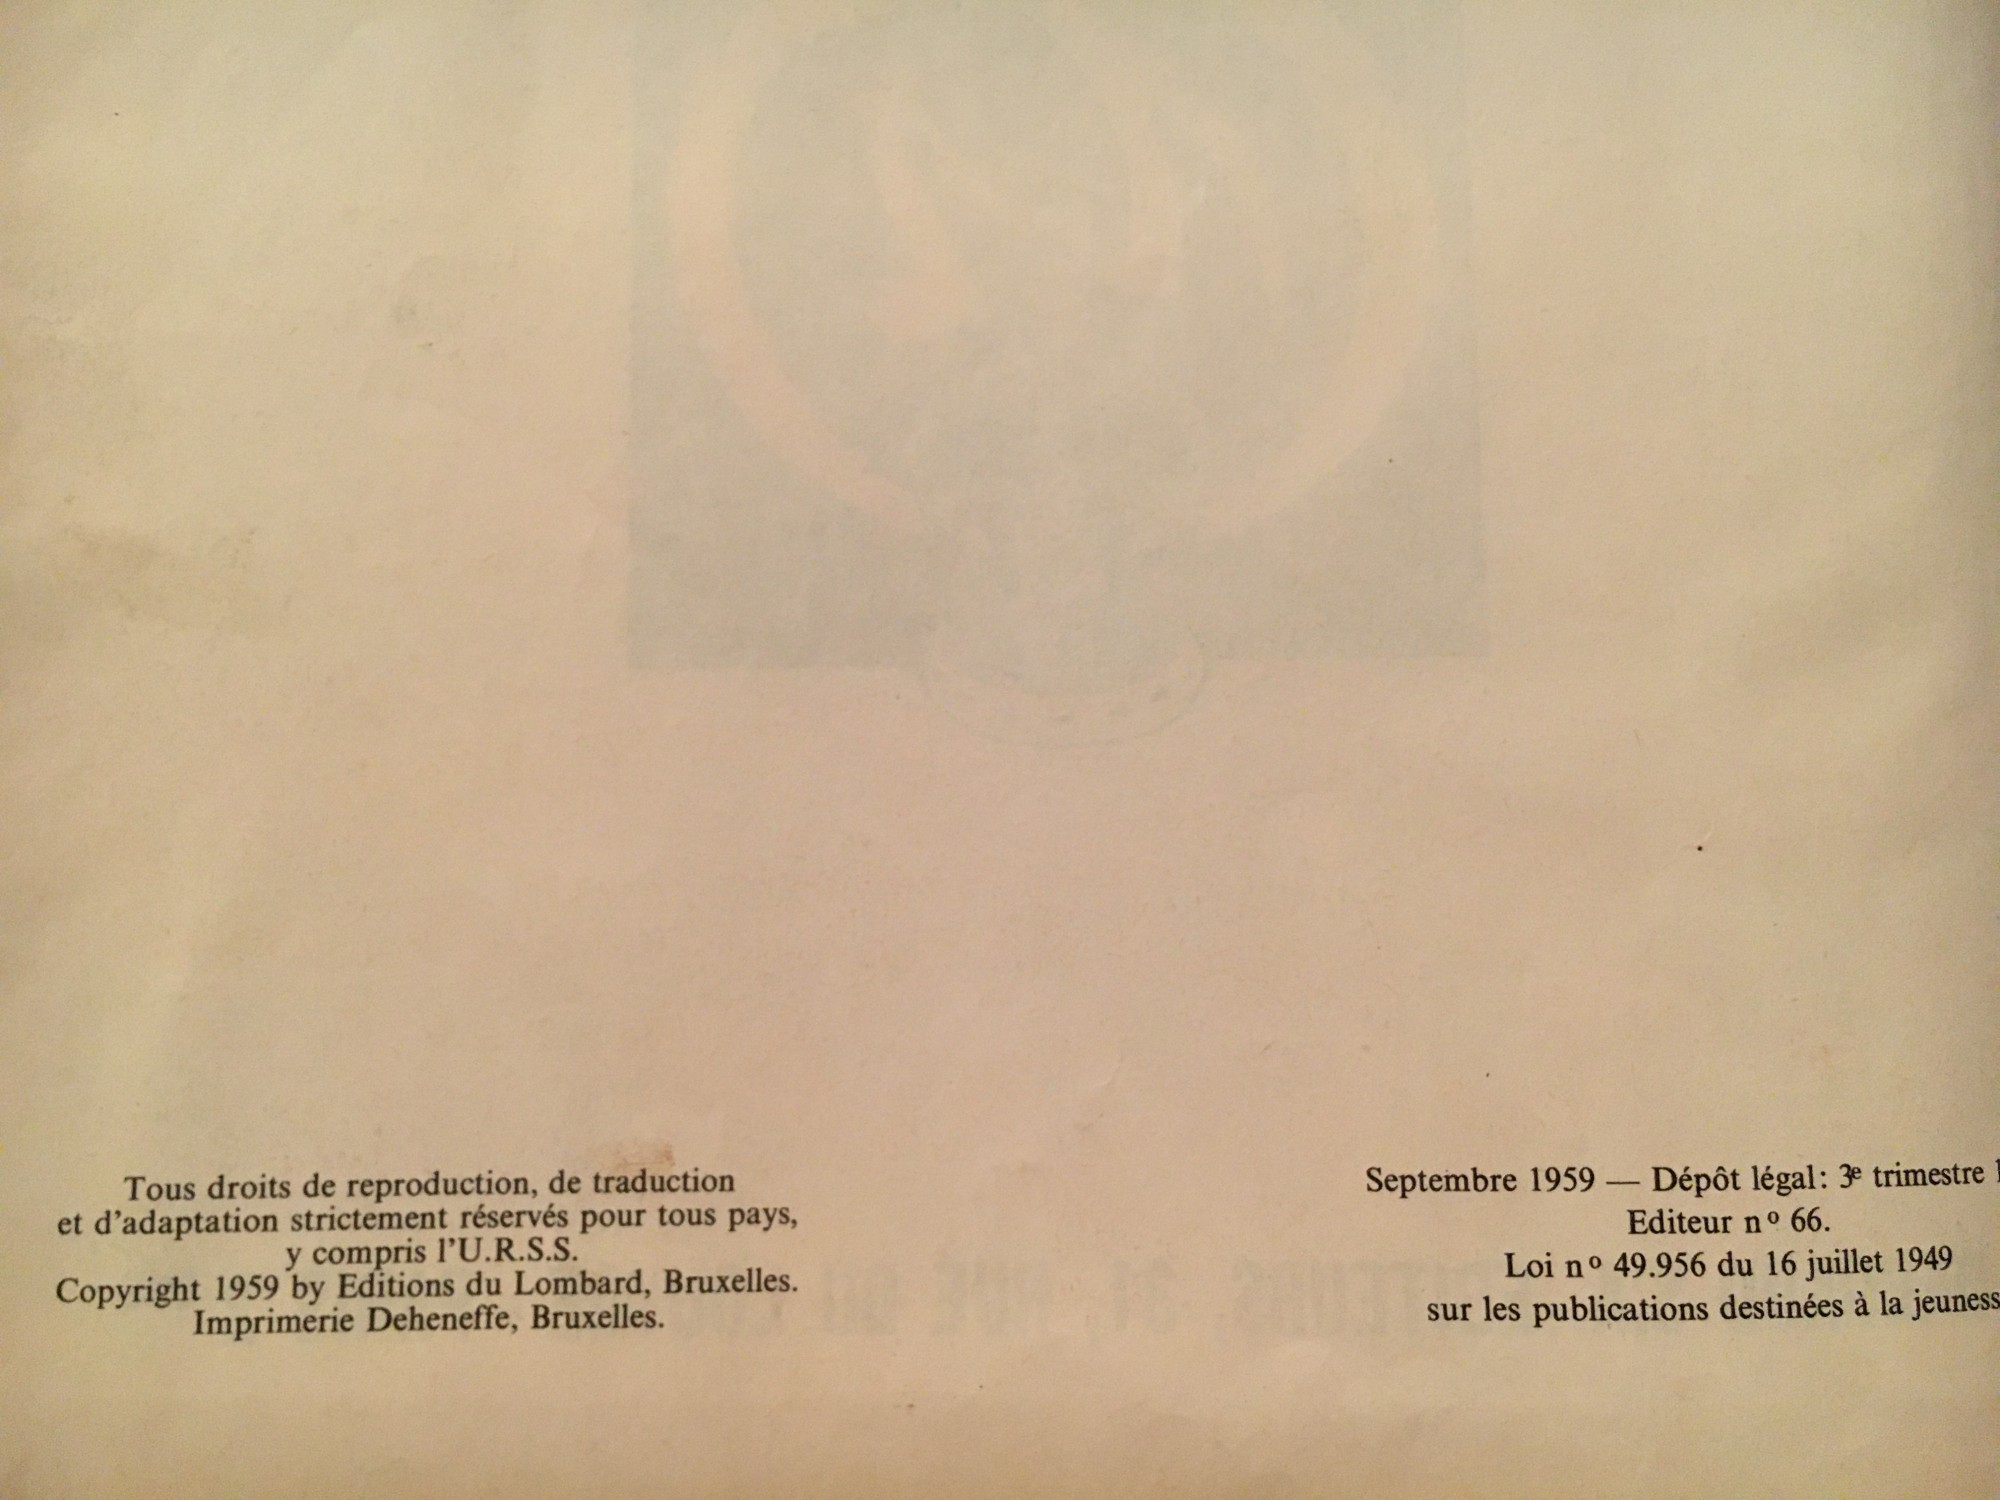 Tous droits de reproduction, de traduction
et d'adaptation strictement réservés pour tous pays,
y compris l'U.R.S.S.
Copyright 1959 by Editions du Lombard, Bruxelles.
Imprimerie Deheneffe, Bruxelles.
Septembre 1959 — Dépôt légal: 3e trimestre
Editeur nº 66.
Loi nº 49.956 du 16 juillet 1949
sur les publications destinées à la jeuness